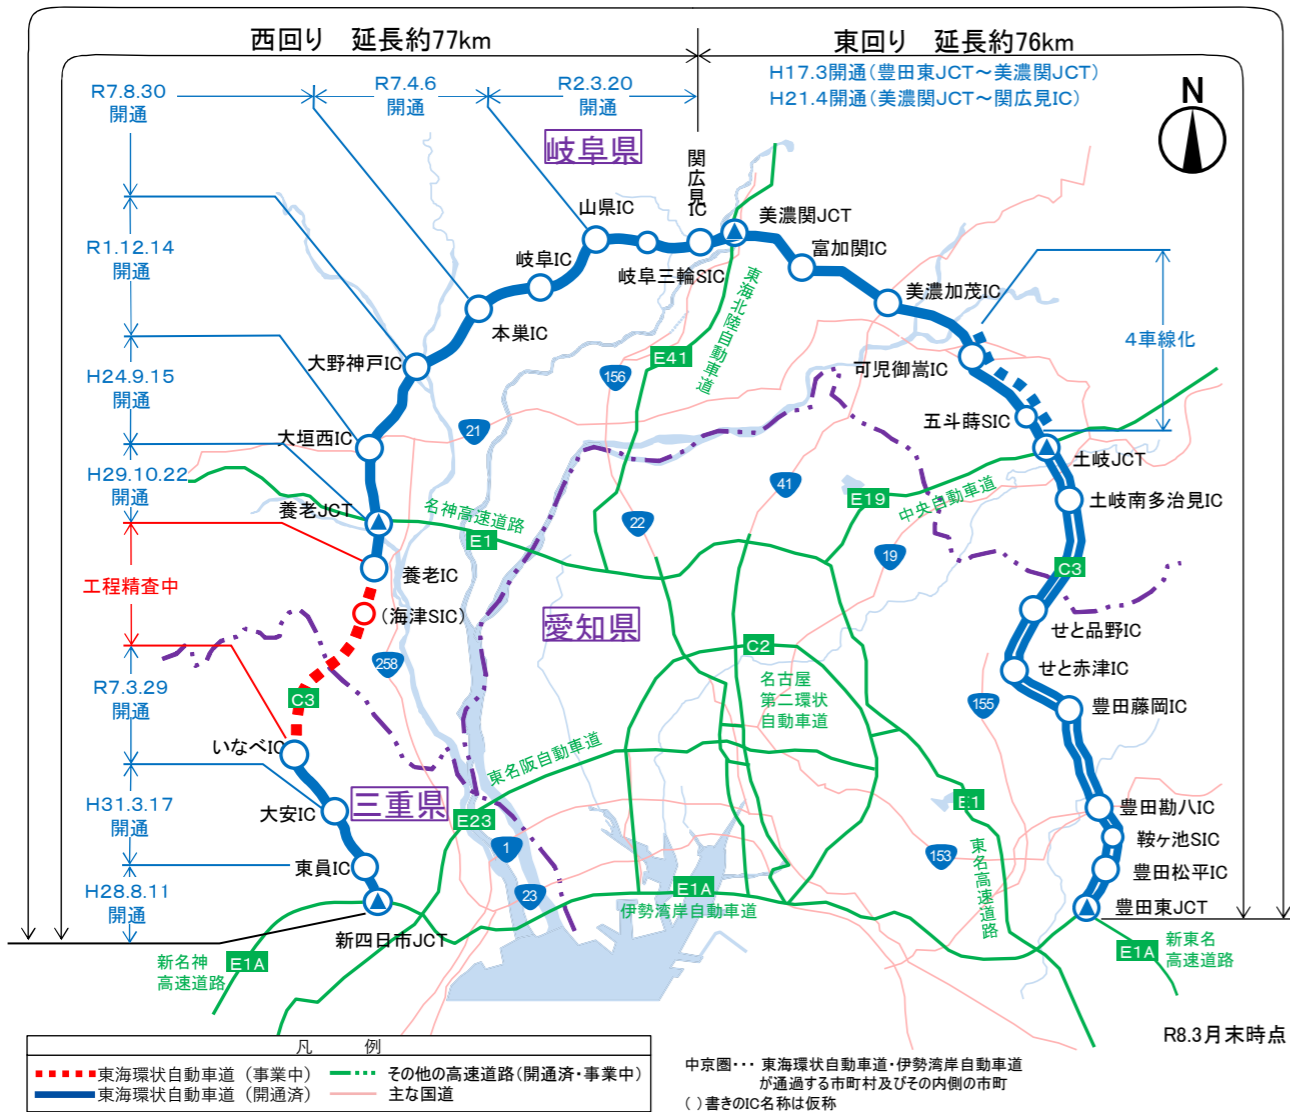 西回り　延長約77km
東回り　延長約76km
H17.3開通(豊田東JCT～美濃関JCT)
H21.4開通(美濃関JCT～関広見IC)
N
R7.8.30
開通
R7.4.6
開通
R2.3.20
開通
R1.12.14
開通
H24.9.15
開通
H29.10.22
開通
工程精査中
R7.3.29
開通
H31.3.17
開通
H28.8.11
開通
4車線化
岐阜県
愛知県
三重県
関広見IC
美濃関JCT
富加関IC
美濃加茂IC
可児御嵩IC
五斗蒔SIC
土岐JCT
土岐南多治見IC
せと品野IC
せと赤津IC
豊田藤岡IC
豊田勘八IC
鞍ヶ池SIC
豊田松平IC
豊田東JCT
岐阜三輪SIC
山県IC
岐阜IC
本巣IC
大野神戸IC
大垣西IC
養老JCT
養老IC
(海津SIC)
いなべIC
大安IC
東員IC
新四日市JCT
東海北陸自動車道
E41
156
21
22
41
19
E19
中央自動車道
名神高速道路
E1
C3
C3
258
C2
名古屋
第二環状
自動車道
155
東名阪自動車道
E23
1
23
E1
153
東名高速道路
E1A
伊勢湾岸自動車道
新名神
高速道路
E1A
E1A
新東名
高速道路
R8.3月末時点
凡　例
東海環状自動車道(事業中)
その他の高速道路(開通済・事業中)
東海環状自動車道(開通済)
主な国道
中京圏･･･ 東海環状自動車道・伊勢湾岸自動車道
が通過する市町村及びその内側の市町
( )書きのIC名称は仮称